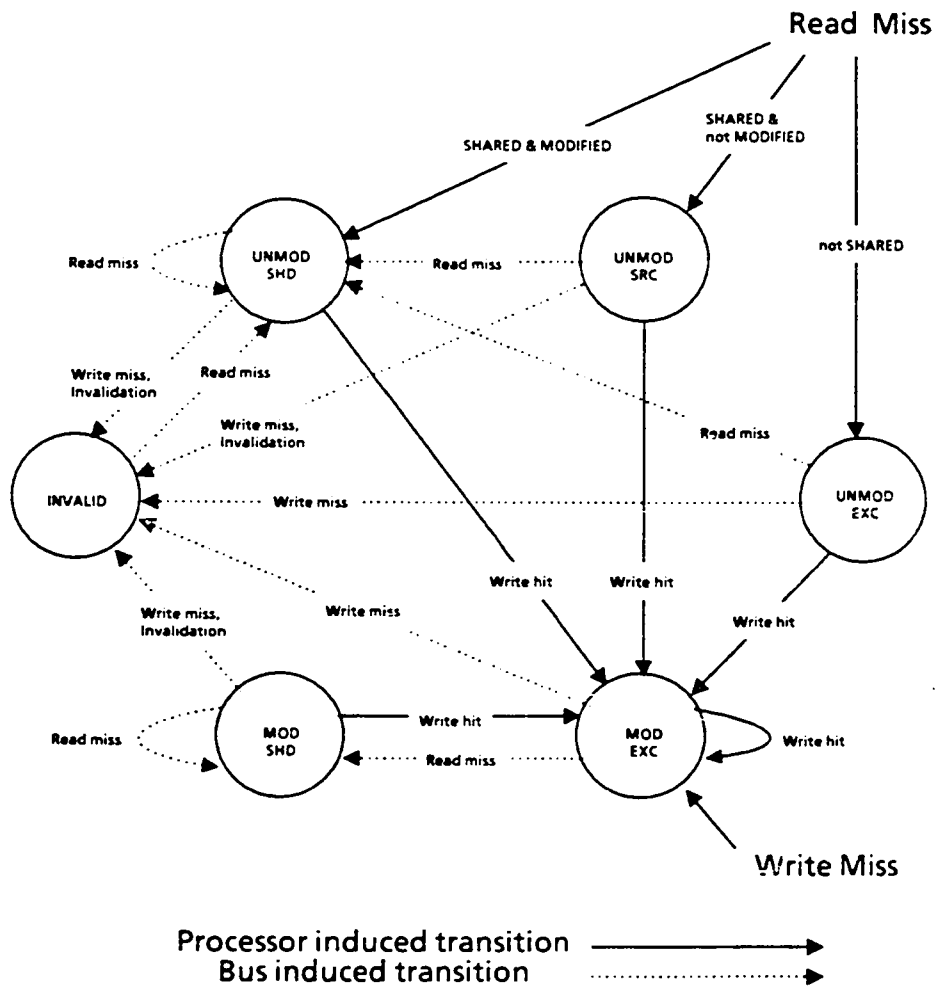 Read Miss
SHARED & MODIFIED
SHARED &
not MODIFIED
not SHARED
UNMOD
SHD
UNMOD
SRC
Read miss
Read miss
Write miss,
Invalidation
Read miss
Write miss,
Invalidation
Read miss
INVALID
Write miss
UNMOD
EXC
Write hit
Write hit
Write hit
Write miss,
Invalidation
Write miss
MOD
SHD
MOD
EXC
Read miss
Write hit
Read miss
Write hit
Write Miss
Processor induced transition
Bus induced transition